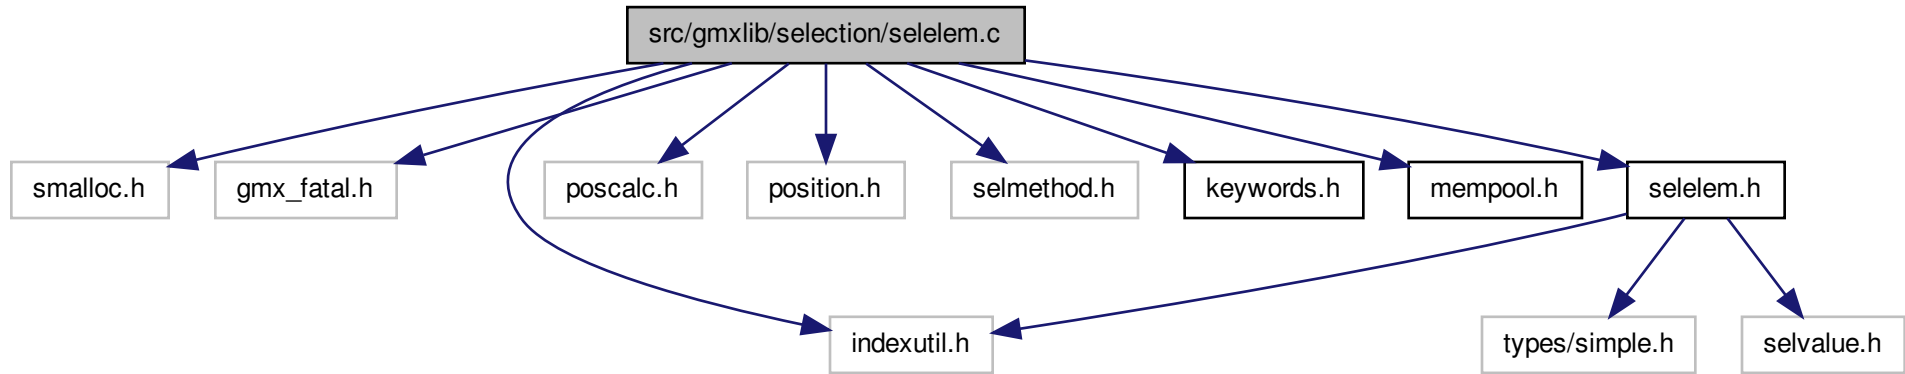 src/gmxlib/selection/selelem.c
smalloc.h
gmx_fatal.h
poscalc.h
position.h
selmethod.h
keywords.h
mempool.h
selelem.h
indexutil.h
types/simple.h
selvalue.h